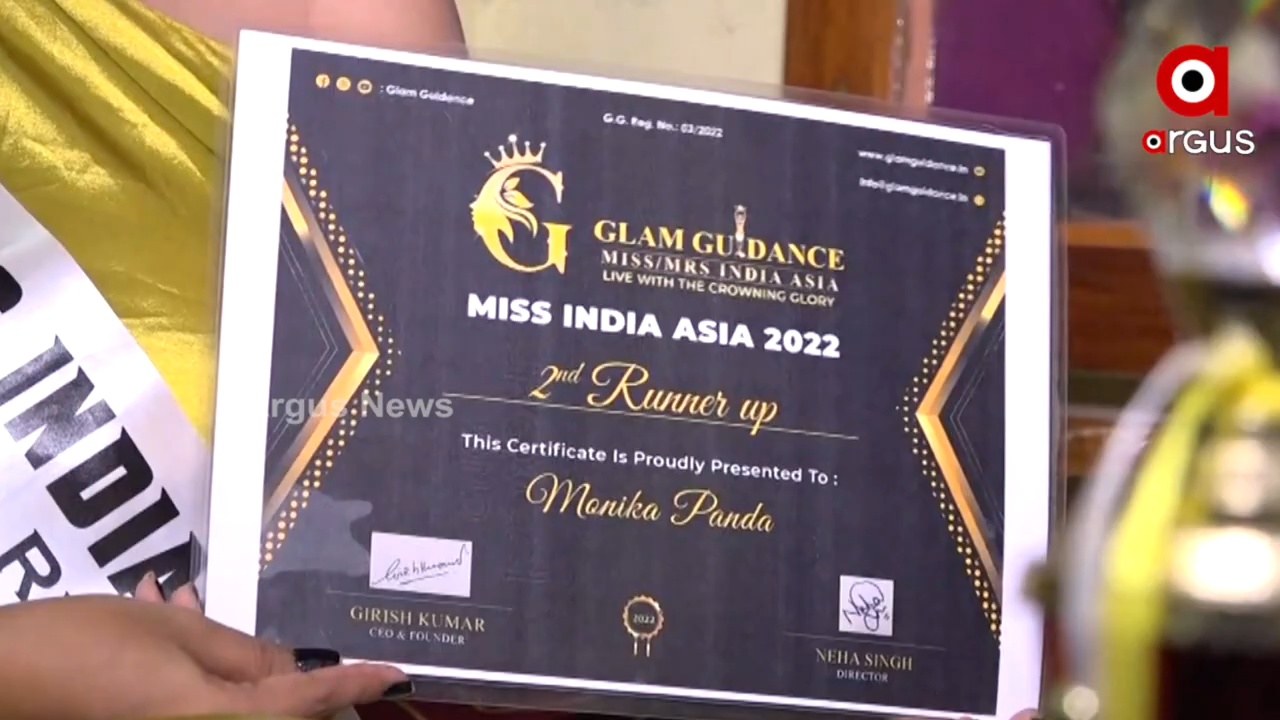 argus
: Glam Guidance
G.G. Reg. No.: 03/2022
www.glamguidance.in
info@glamguidance.in
G
GLAM GUIDANCE
MISS/MRS INDIA ASIA
LIVE WITH THE CROWNING GLORY
MISS INDIA ASIA 2022
2nd Runner up
Argus News
This Certificate Is Proudly Presented To :
Monika Panda
INDIA
R
GIRISH KUMAR
CEO & FOUNDER
2022
NEHA SINGH
DIRECTOR